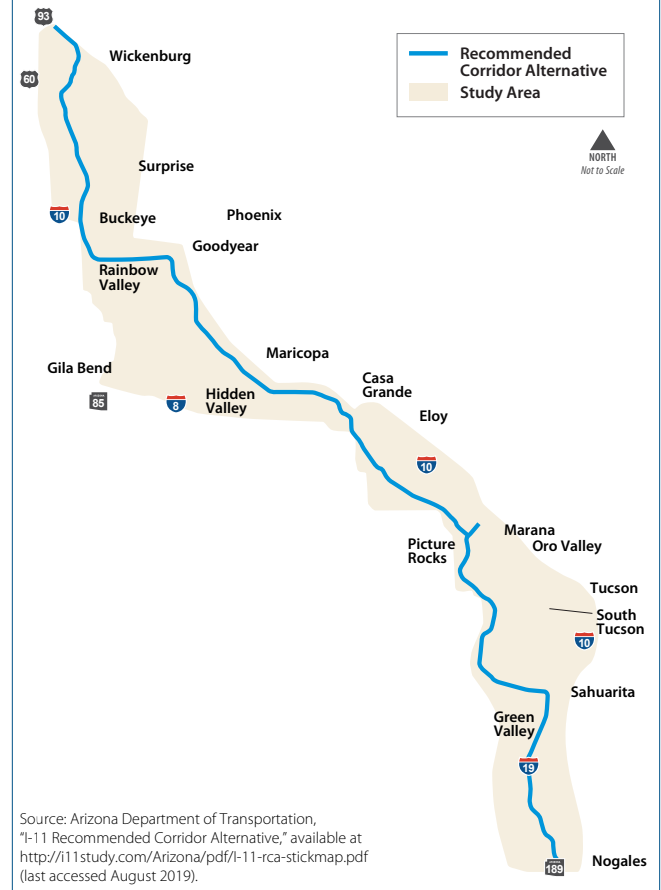 93
Wickenburg
60
Recommended
Corridor Alternative
Study Area
NORTH
Not to Scale
Surprise
10
Buckeye
Phoenix
Goodyear
Rainbow
Valley
Maricopa
Gila Bend
85
8
Hidden
Valley
Casa
Grande
Eloy
10
Marana
Oro Valley
Picture
Rocks
Tucson
South
Tucson
10
Sahuarita
Green
Valley
19
Source: Arizona Department of Transportation,
"I-11 Recommended Corridor Alternative," available at
http://i11study.com/Arizona/pdf/I-11-rca-stickmap.pdf
(last accessed August 2019).
Nogales
189